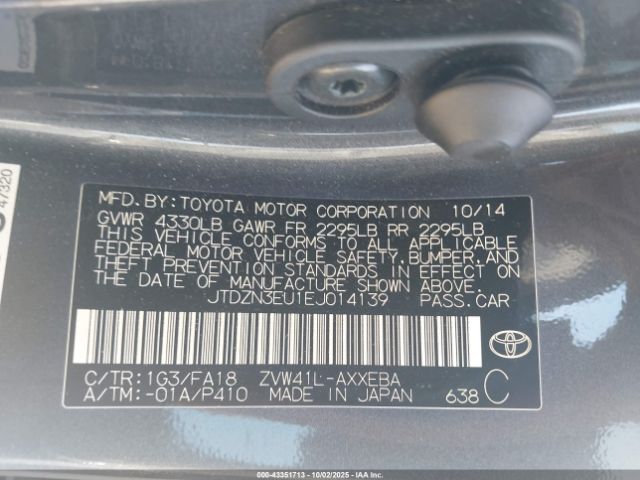 47320
MFD. BY: TOYOTA MOTOR CORPORATION 10/14
GVWR 4330LB GAWR FR 2295LB RR 2295LB
THIS VEHICLE CONFORMS TO ALL APPLICABLE
FEDERAL MOTOR VEHICLE SAFETY, BUMPER, AND
THEFT PREVENTION STANDARDS IN EFFECT ON
THE DATE OF MANUFACTURE SHOWN ABOVE.
JTDZN3EU1EJ014139 PASS.CAR
C/TR:1G3/FA18 ZVW41L-AXXEBA
A/TM:-01A/P410 MADE IN JAPAN 638 C
000-43351713 - 10/02/2025 - IAAI.COM